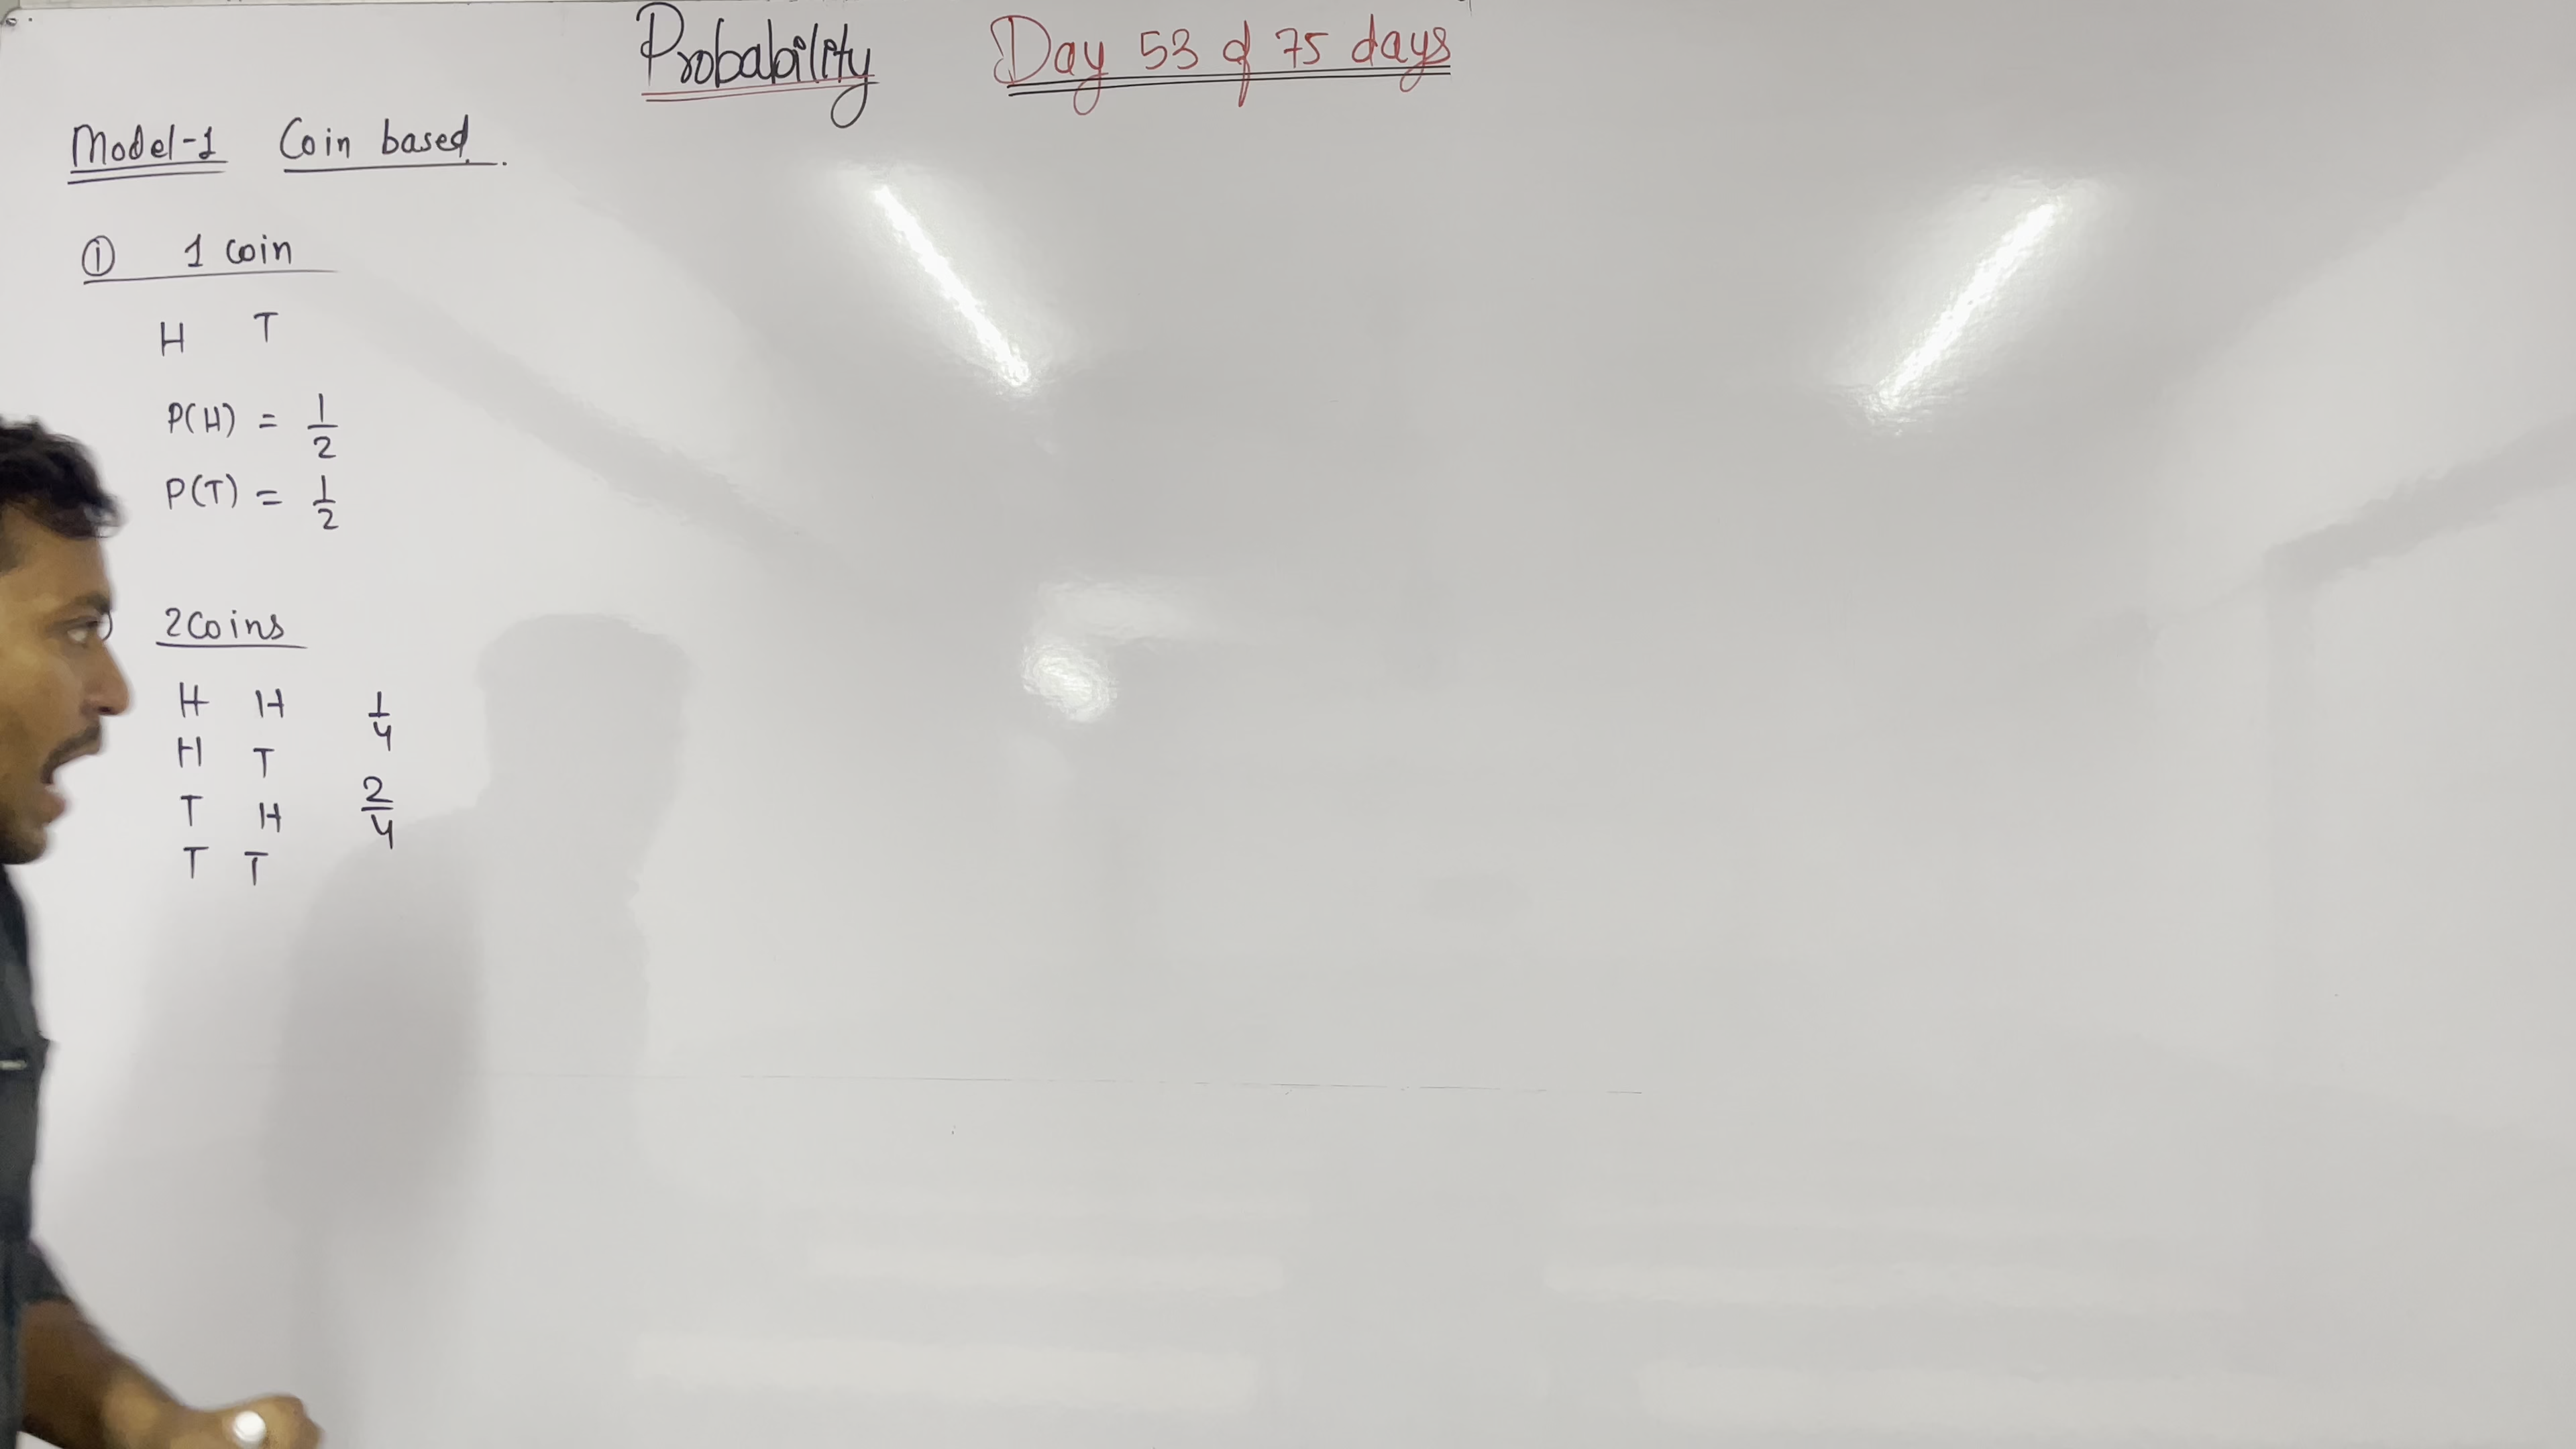 Probability Day 53 of 75 days
Model-1 Coin based.
① 1 coin
H T
P(H) = 1/2
P(T) = 1/2
2 Coins
H H 1/4
H T
T H 2/4
T T